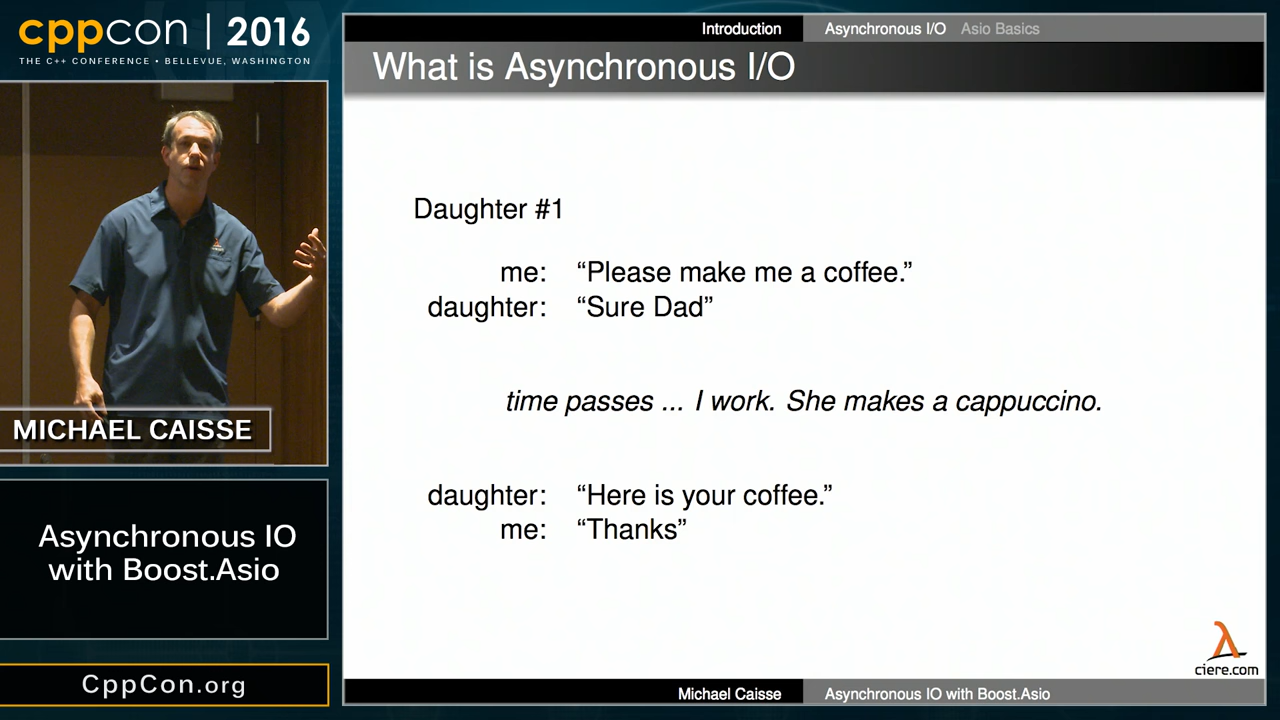 cppcon | 2016
THE C++ CONFERENCE • BELLEVUE, WASHINGTON
MICHAEL CAISSE
Asynchronous IO
with Boost.Asio
CppCon.org
Introduction Asynchronous I/O Asio Basics
What is Asynchronous I/O
Daughter #1
me: “Please make me a coffee.”
daughter: “Sure Dad”
time passes ... I work. She makes a cappuccino.
daughter: “Here is your coffee.”
me: “Thanks”
λ
ciere.com
Michael Caisse Asynchronous IO with Boost.Asio